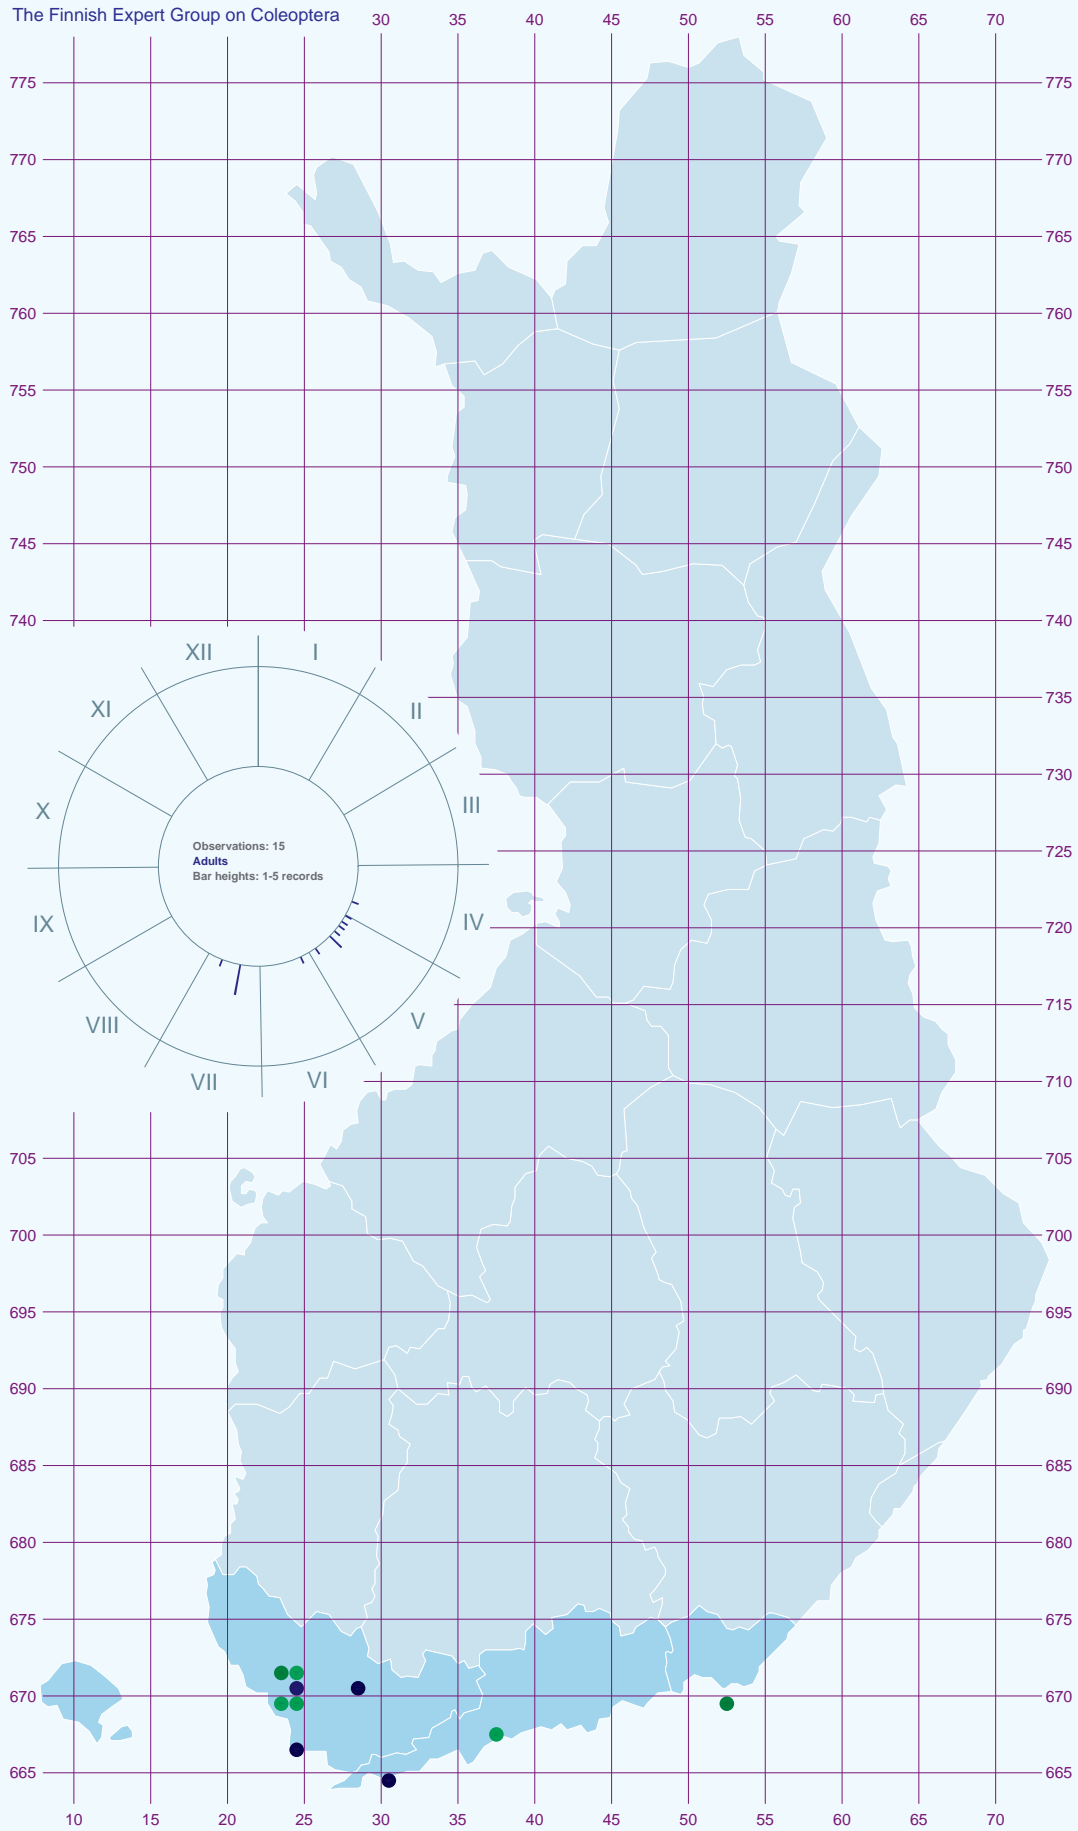 The Finnish Expert Group on Coleoptera
30 35 40 45 50 55 60 65 70
775 775
770 770
765 765
760 760
755 755
750 750
745 745
740 740
XII I
XI II
735
730
X III
Observations: 15
Adults
Bar heights: 1-5 records
725
IX IV
720
715
VIII V
VII VI
710
705 705
700 700
695 695
690 690
685 685
680 680
675 675
670 670
665 665
10 15 20 25 30 35 40 45 50 55 60 65 70